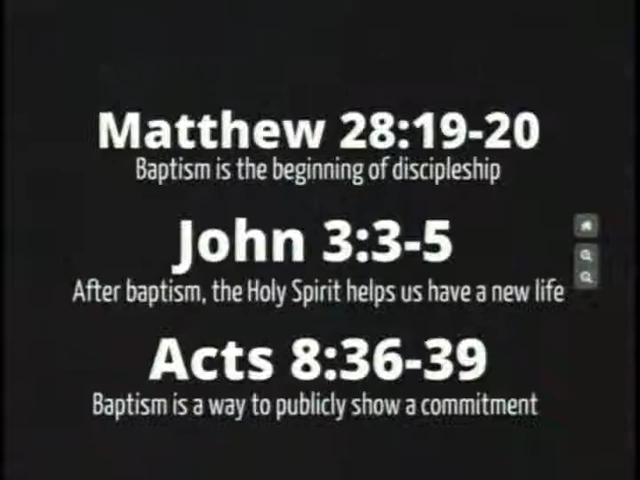 Matthew 28:19-20
Baptism is the beginning of discipleship
John 3:3-5
After baptism, the Holy Spirit helps us have a new life
Acts 8:36-39
Baptism is a way to publicly show a commitment